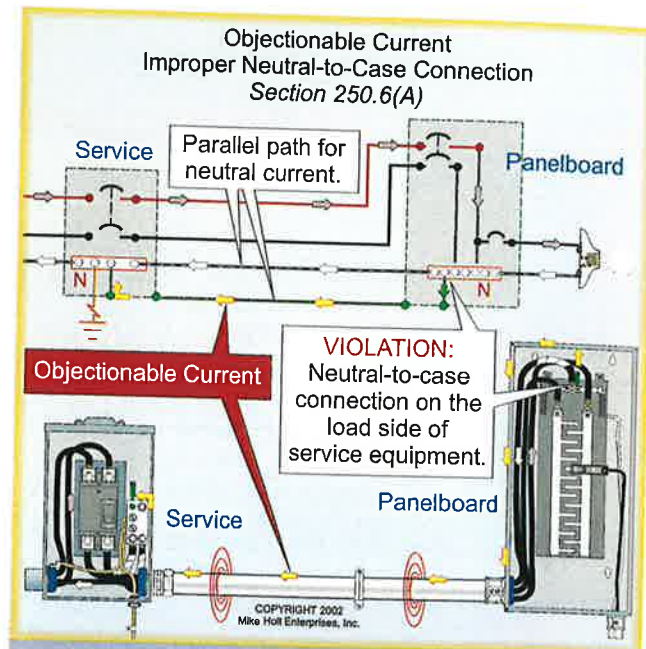 Objectionable Current
Improper Neutral-to-Case Connection
Section 250.6(A)
Service
Parallel path for
neutral current.
Panelboard
N
N
Objectionable Current
VIOLATION:
Neutral-to-case
connection on the
load side of
service equipment.
Service
Panelboard
COPYRIGHT 2002
Mike Holt Enterprises, Inc.